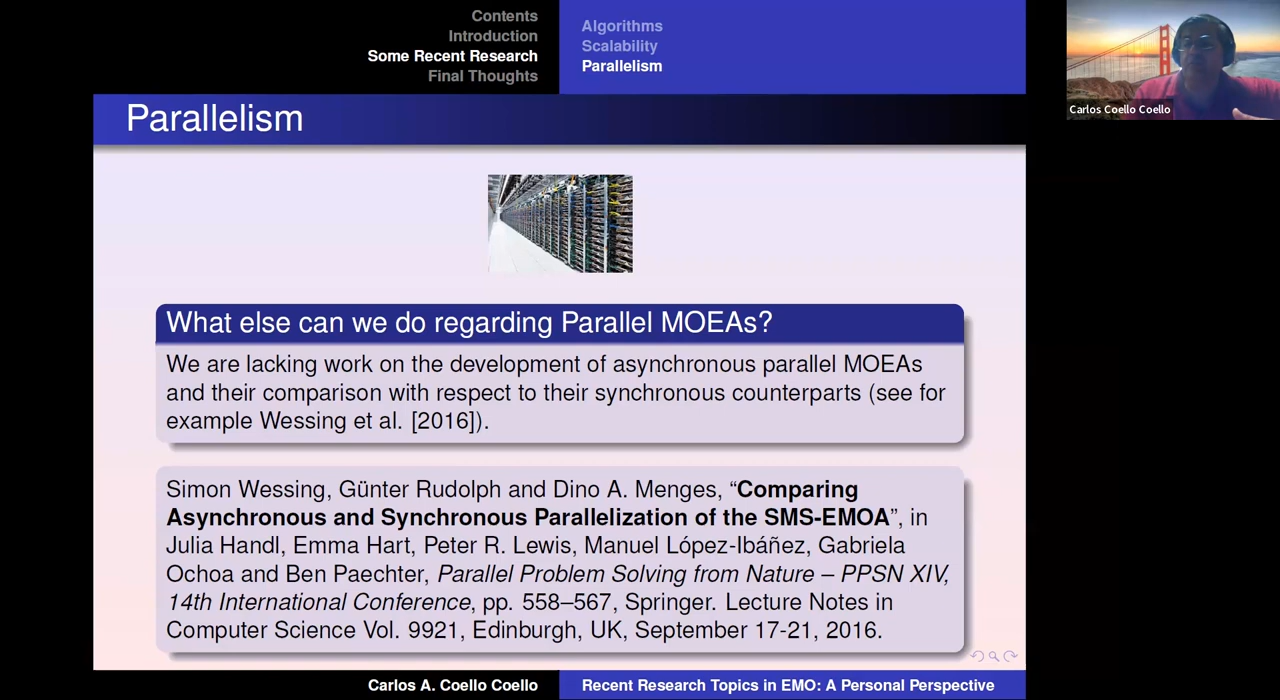 Contents
Introduction
Some Recent Research
Final Thoughts
Algorithms
Scalability
Parallelism
Carlos Coello Coello
Parallelism
What else can we do regarding Parallel MOEAs?
We are lacking work on the development of asynchronous parallel MOEAs
and their comparison with respect to their synchronous counterparts (see for
example Wessing et al. [2016]).
Simon Wessing, Günter Rudolph and Dino A. Menges, “Comparing
Asynchronous and Synchronous Parallelization of the SMS-EMOA”, in
Julia Handl, Emma Hart, Peter R. Lewis, Manuel López-Ibáñez, Gabriela
Ochoa and Ben Paechter, Parallel Problem Solving from Nature – PPSN XIV,
14th International Conference, pp. 558–567, Springer. Lecture Notes in
Computer Science Vol. 9921, Edinburgh, UK, September 17-21, 2016.
Carlos A. Coello Coello
Recent Research Topics in EMO: A Personal Perspective